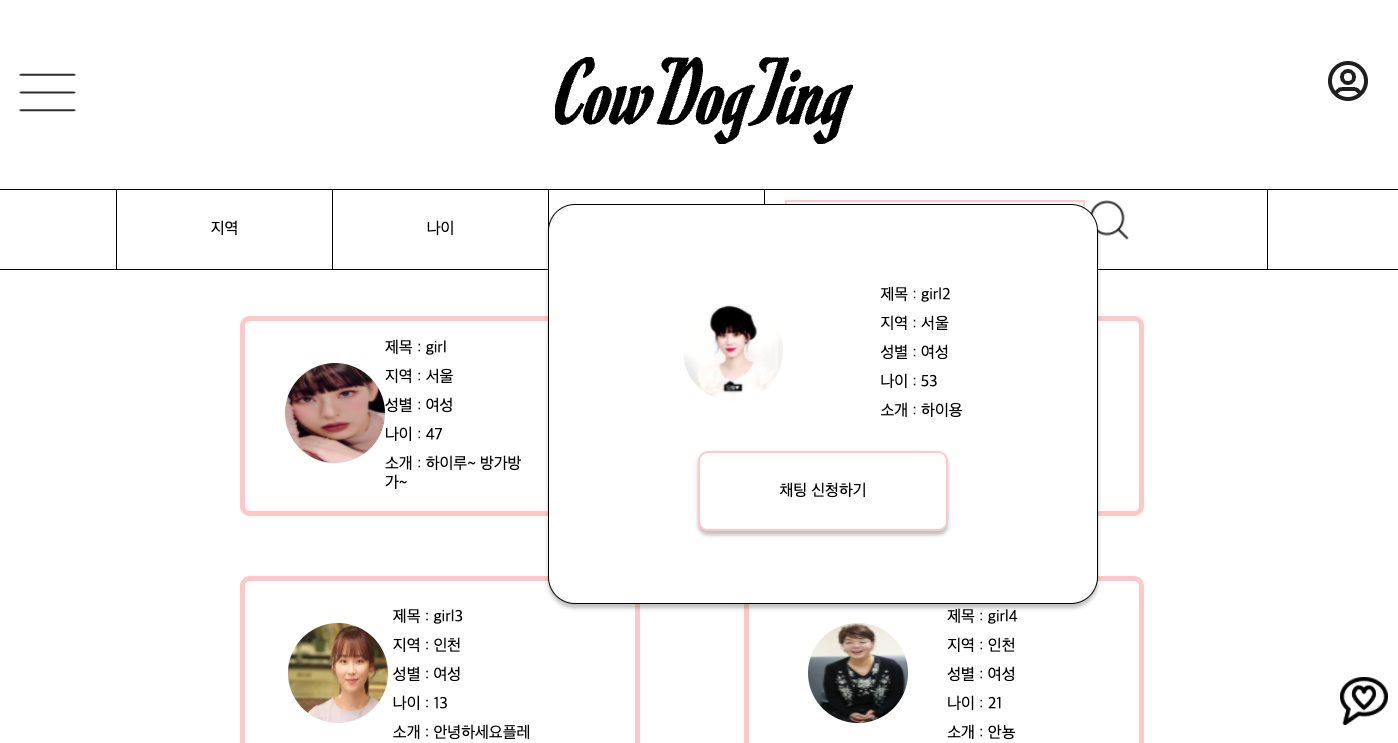 CowDogJing
지역
나이
제목 : girl
지역 : 서울
성별 : 여성
나이 : 47
소개 : 하이루~ 방가방
가~
제목 : girl2
지역 : 서울
성별 : 여성
나이 : 53
소개 : 하이용
채팅 신청하기
제목 : girl3
지역 : 인천
성별 : 여성
나이 : 13
소개 : 안녕하세요플레
제목 : girl4
지역 : 인천
성별 : 여성
나이 : 21
소개 : 안뇽